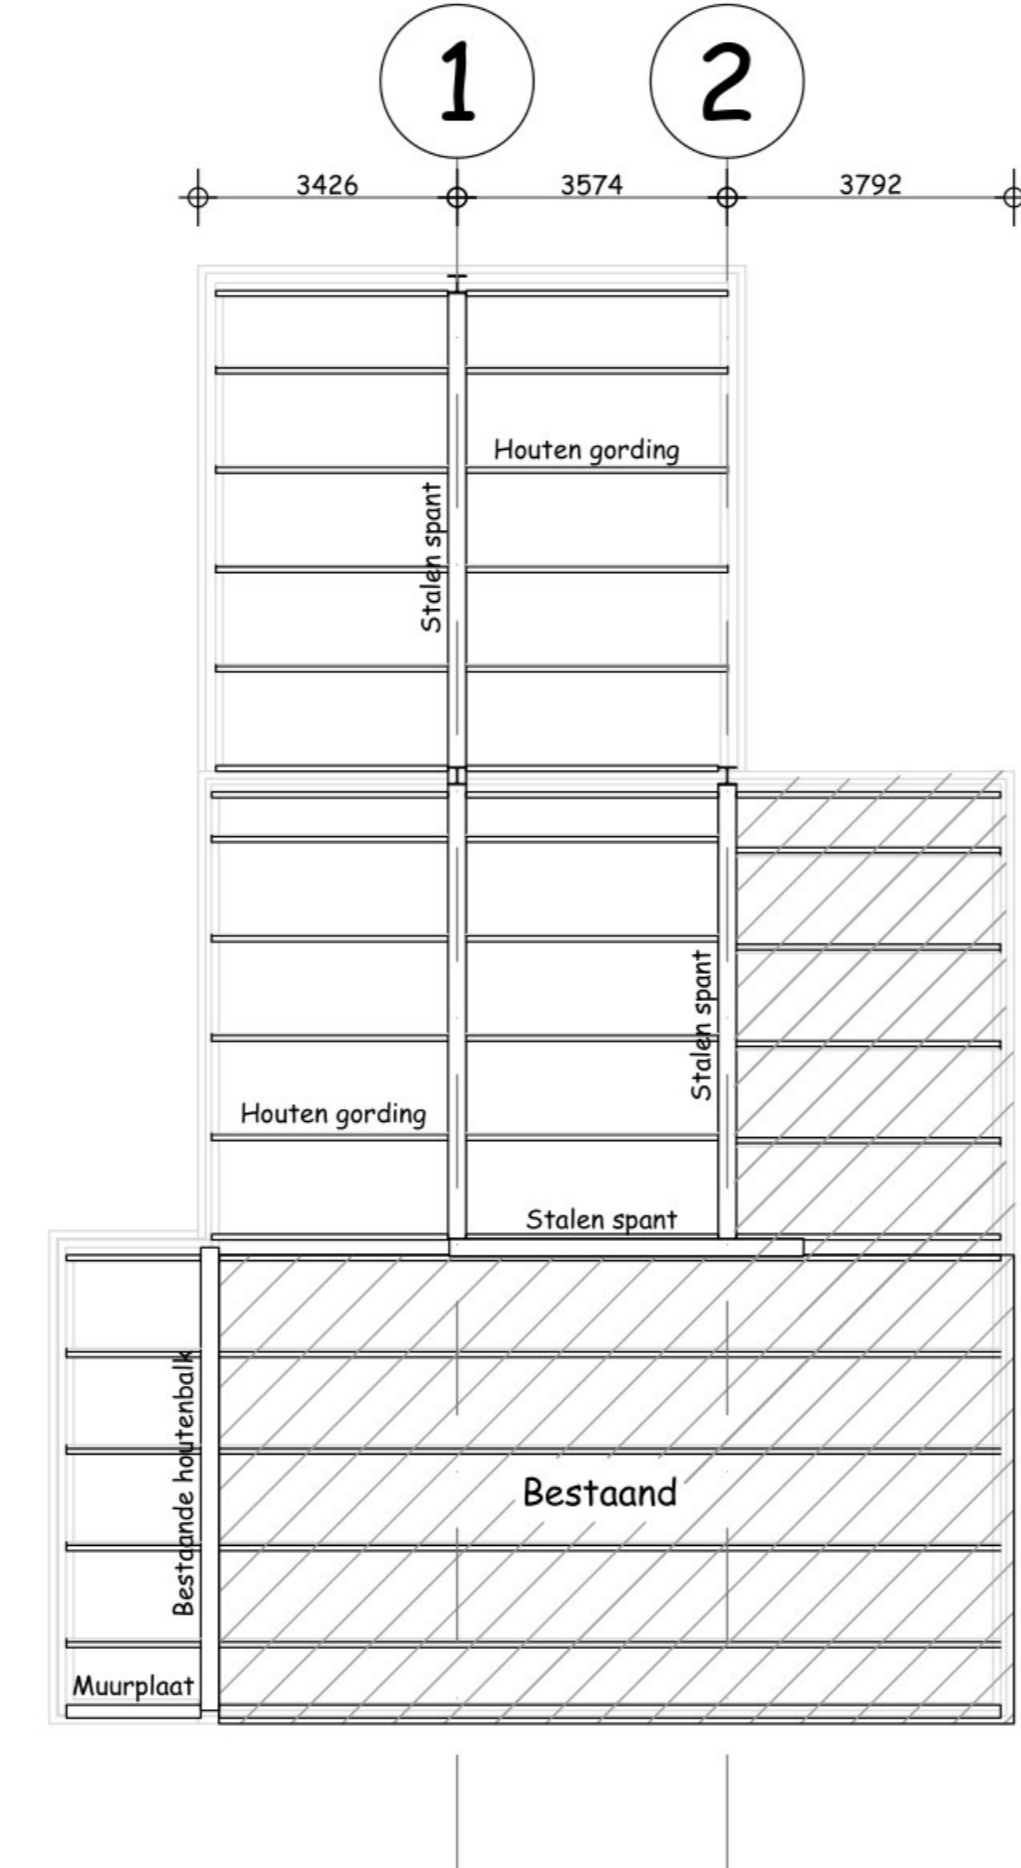 1
2
3426
3574
3792
Houten gording
Stalen spant
Stalen spant
Houten gording
Stalen spant
Bestaande houtenbalk
Bestaand
Muurplaat